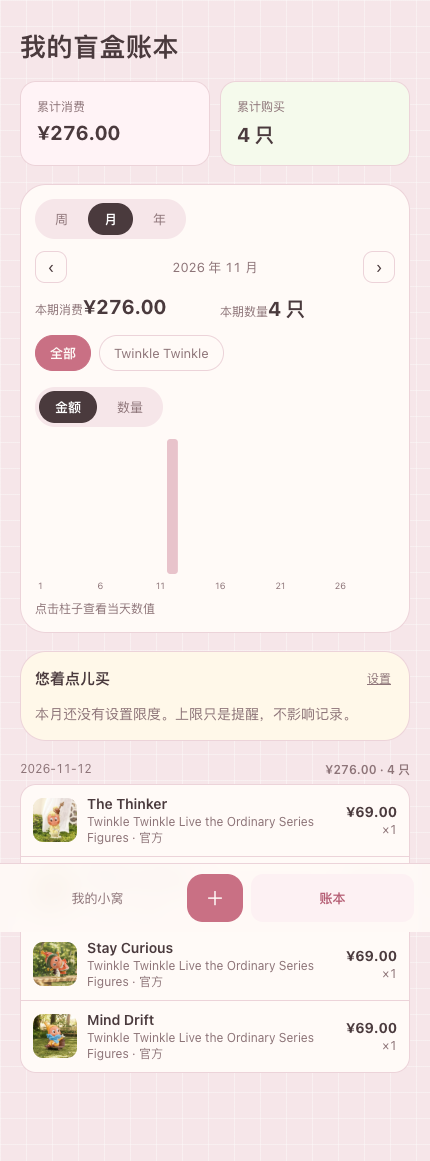 我的盲盒账本
累计消费
¥276.00
累计购买
4 只
周 月 年
‹ 2026 年 11 月 ›
本期消费¥276.00 本期数量4 只
全部 Twinkle Twinkle
金额 数量
1 6 11 16 21 26
点击柱子查看当天数值
悠着点儿买 设置
本月还没有设置限度。上限只是提醒，不影响记录。
2026-11-12 ¥276.00 · 4 只
The Thinker
Twinkle Twinkle Live the Ordinary Series
Figures · 官方
¥69.00
×1
我的小窝 + 账本
Stay Curious
Twinkle Twinkle Live the Ordinary Series
Figures · 官方
¥69.00
×1
Mind Drift
Twinkle Twinkle Live the Ordinary Series
Figures · 官方
¥69.00
×1